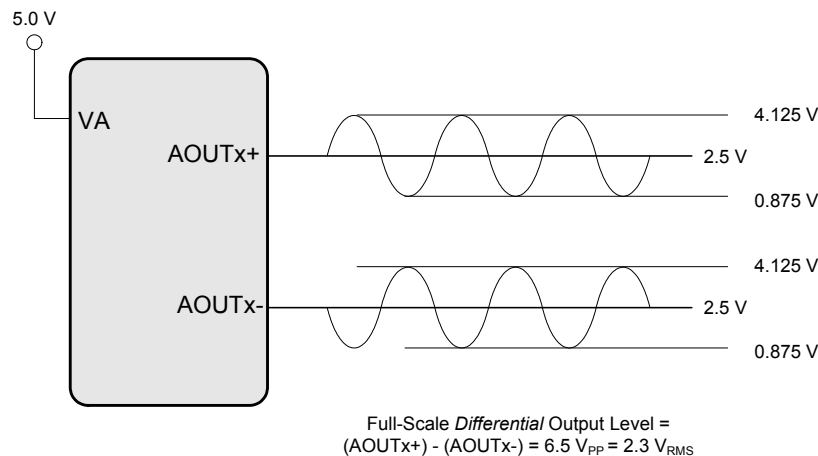 5.0 V
VA
AOUTx+
4.125 V
2.5 V
0.875 V
AOUTx-
4.125 V
2.5 V
0.875 V
Full-Scale Differential Output Level =
(AOUTx+) - (AOUTx-) = 6.5 VPP = 2.3 VRMS